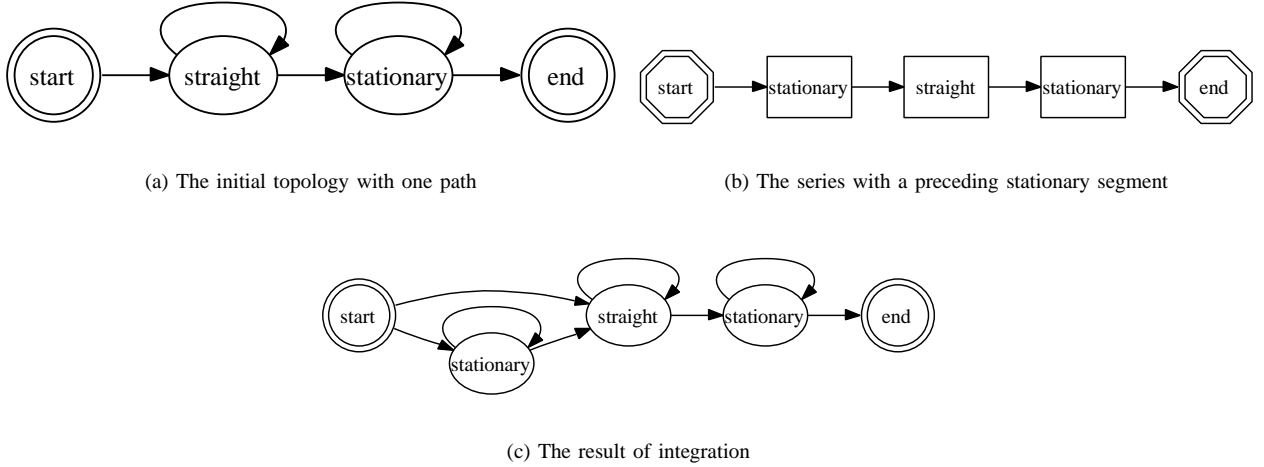 start straight stationary end
start stationary straight stationary end
(a) The initial topology with one path
(b) The series with a preceding stationary segment
start straight stationary end
stationary
(c) The result of integration